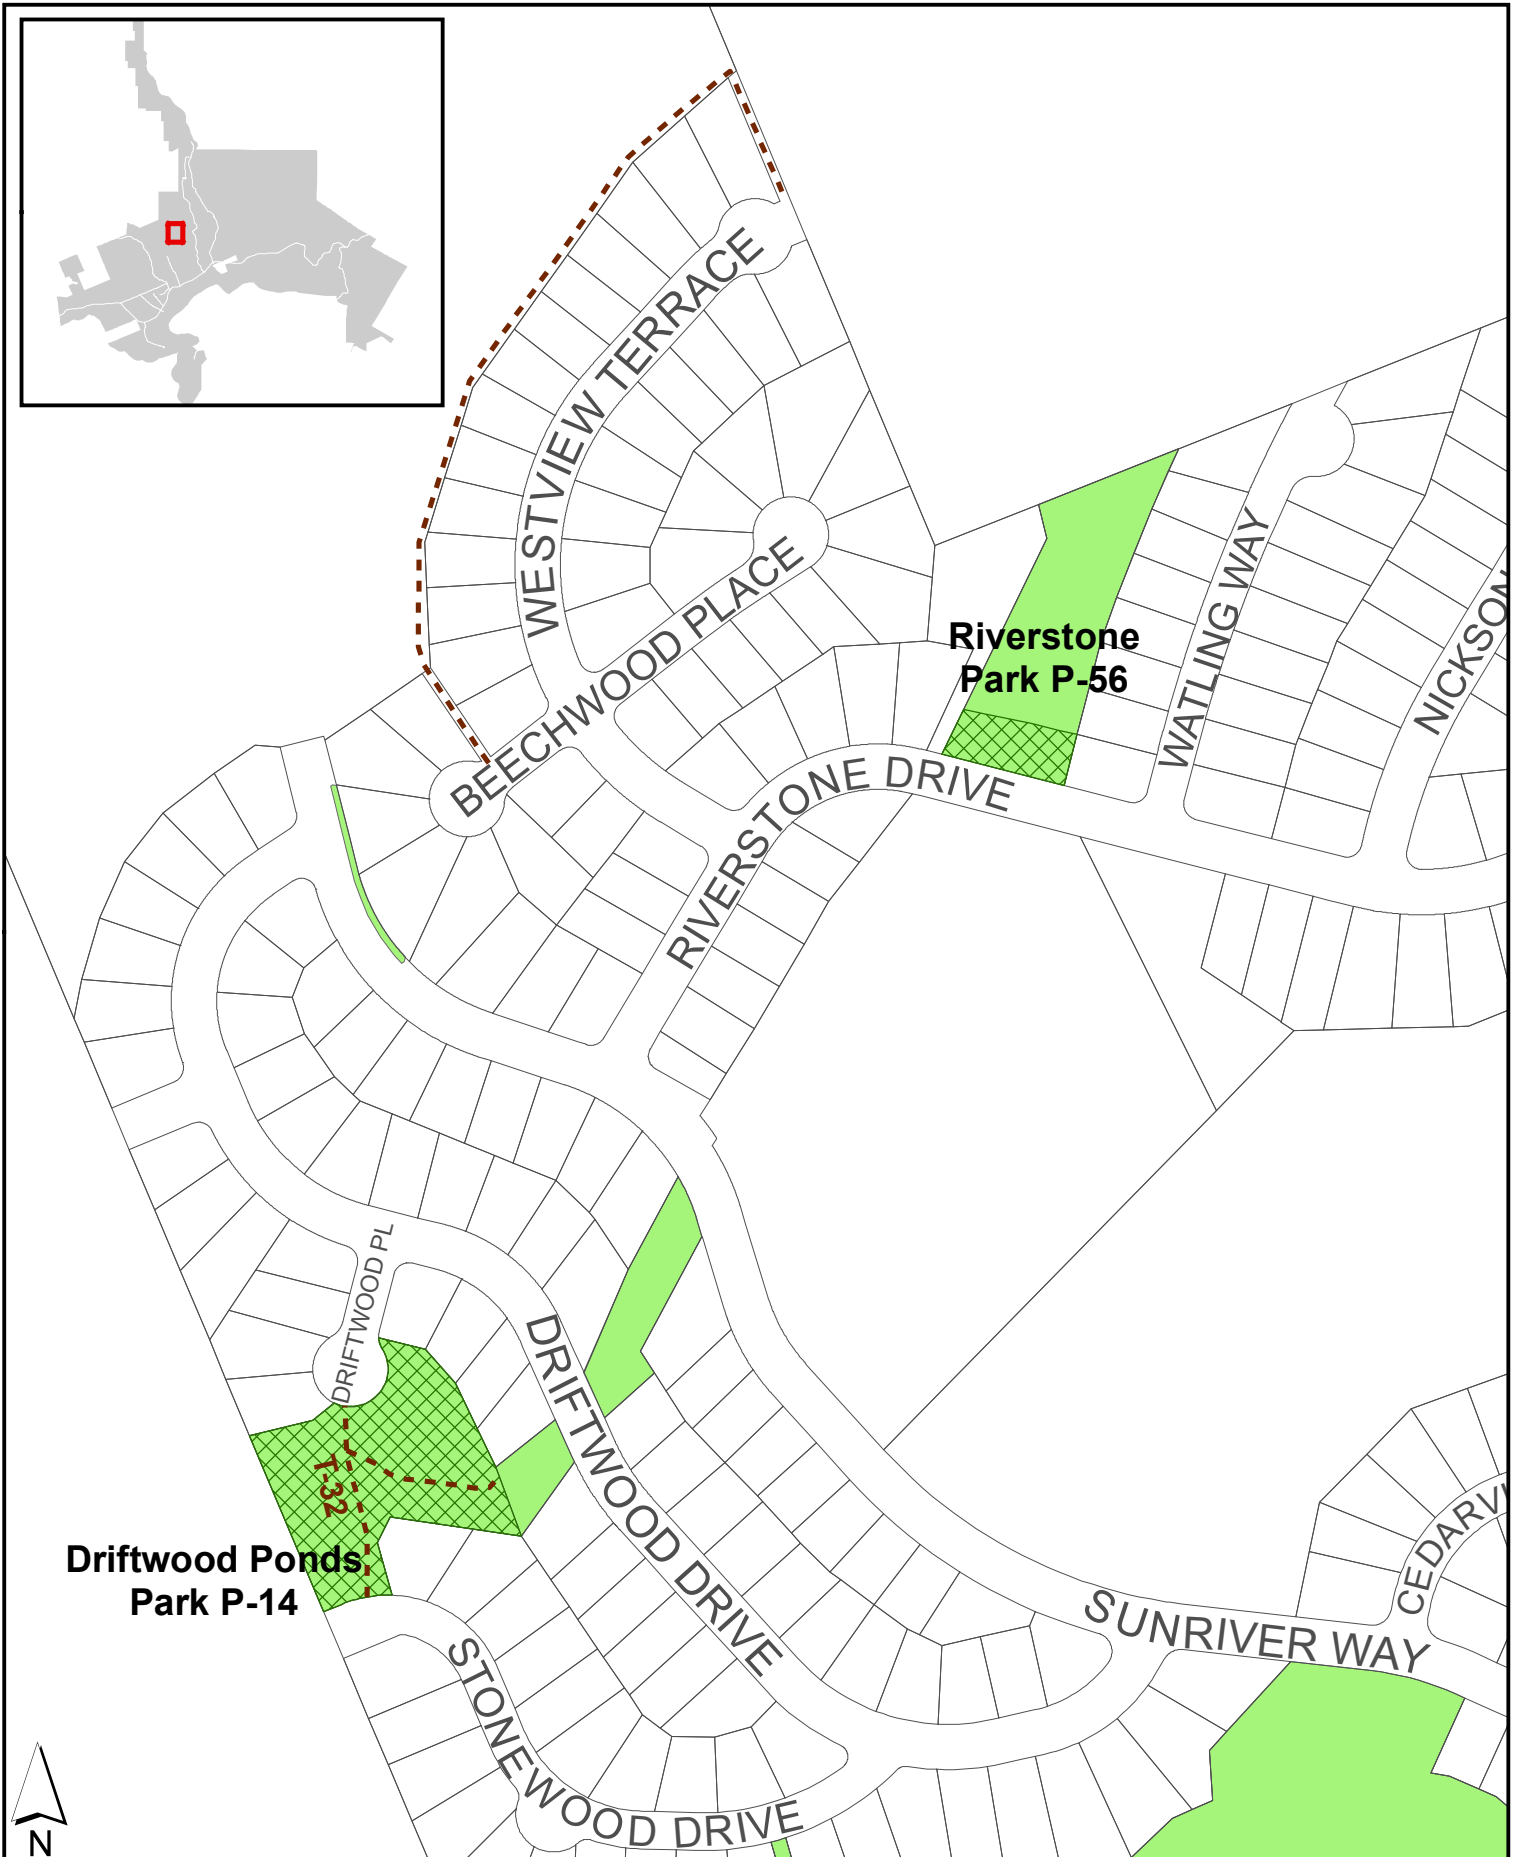 WESTVIEW TERRACE
BEECHWOOD PLACE
Riverstone
Park P-56
WATLING WAY
NICKSON
RIVERSTONE DRIVE
DRIFTWOOD PL
DRIFTWOOD DRIVE
T-32
Driftwood Ponds
Park P-14
CEDARVI
SUNRIVER WAY
STONEWOOD DRIVE
N